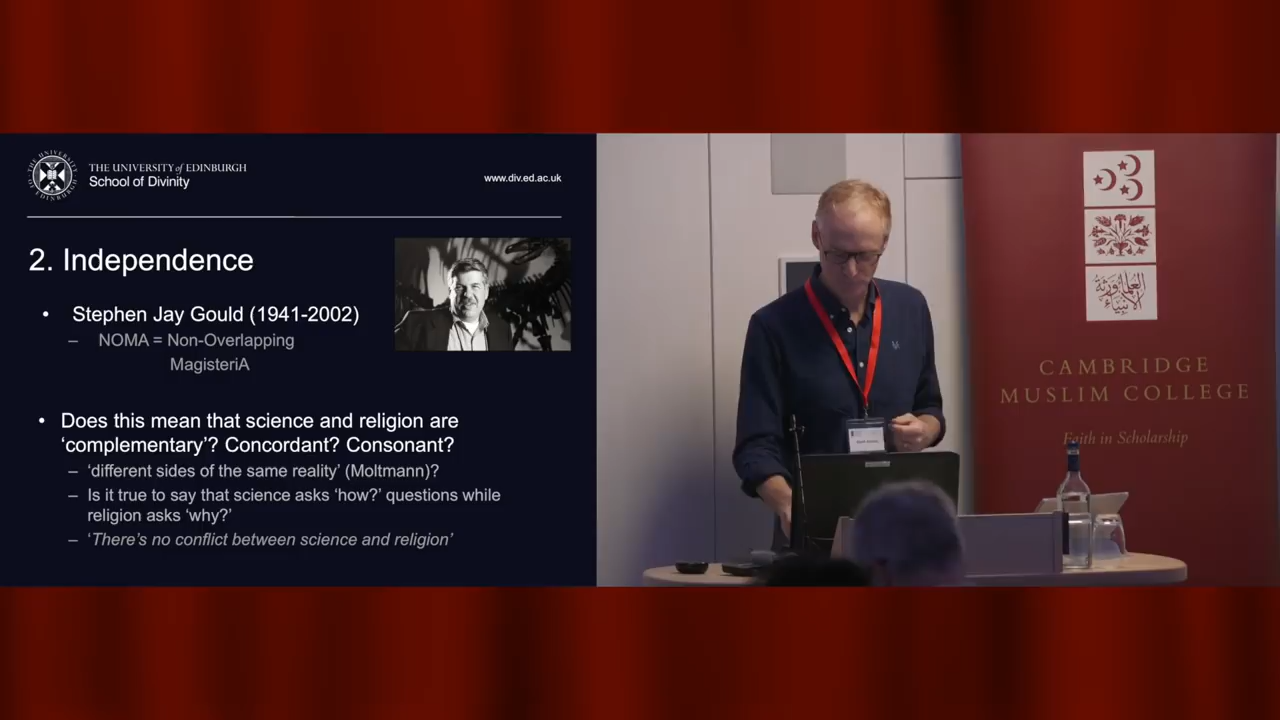 THE UNIVERSITY of EDINBURGH
School of Divinity
www.div.ed.ac.uk
2. Independence
• Stephen Jay Gould (1941-2002)
– NOMA = Non-Overlapping
MagisteriA
• Does this mean that science and religion are
‘complementary’? Concordant? Consonant?
– ‘different sides of the same reality’ (Moltmann)?
– Is it true to say that science asks ‘how?’ questions while
religion asks ‘why?’
– ‘There’s no conflict between science and religion’
CAMBRIDGE
MUSLIM COLLEGE
Faith in Scholarship